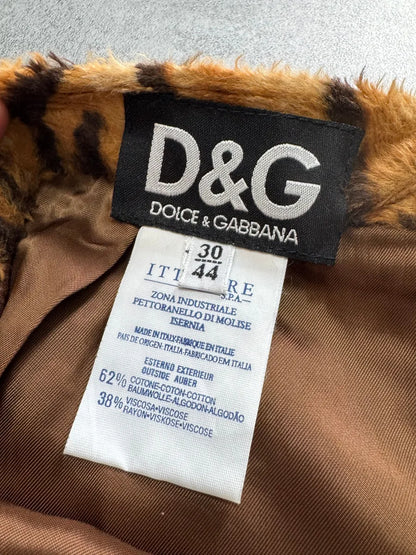 D&G
DOLCE & GABBANA
30
44
ITT RE
S.P.A.
ZONA INDUSTRIALE
PETTORANELLO DI MOLISE
ISERNIA
MADE IN ITALY-FABRIQUE EN ITALIE
PAIS DE ORIGEN: ITALIA-FABRICADO EM ITALIA
ESTERNO EXTERIEUR
OUTSIDE AUBER
62% COTONE-COTON-COTTON
BAUMWOLLE-ALGODON-ALGODÃO
38% VISCOSA-VISCOSE
RAYON-VISKOSE-VISCOSE